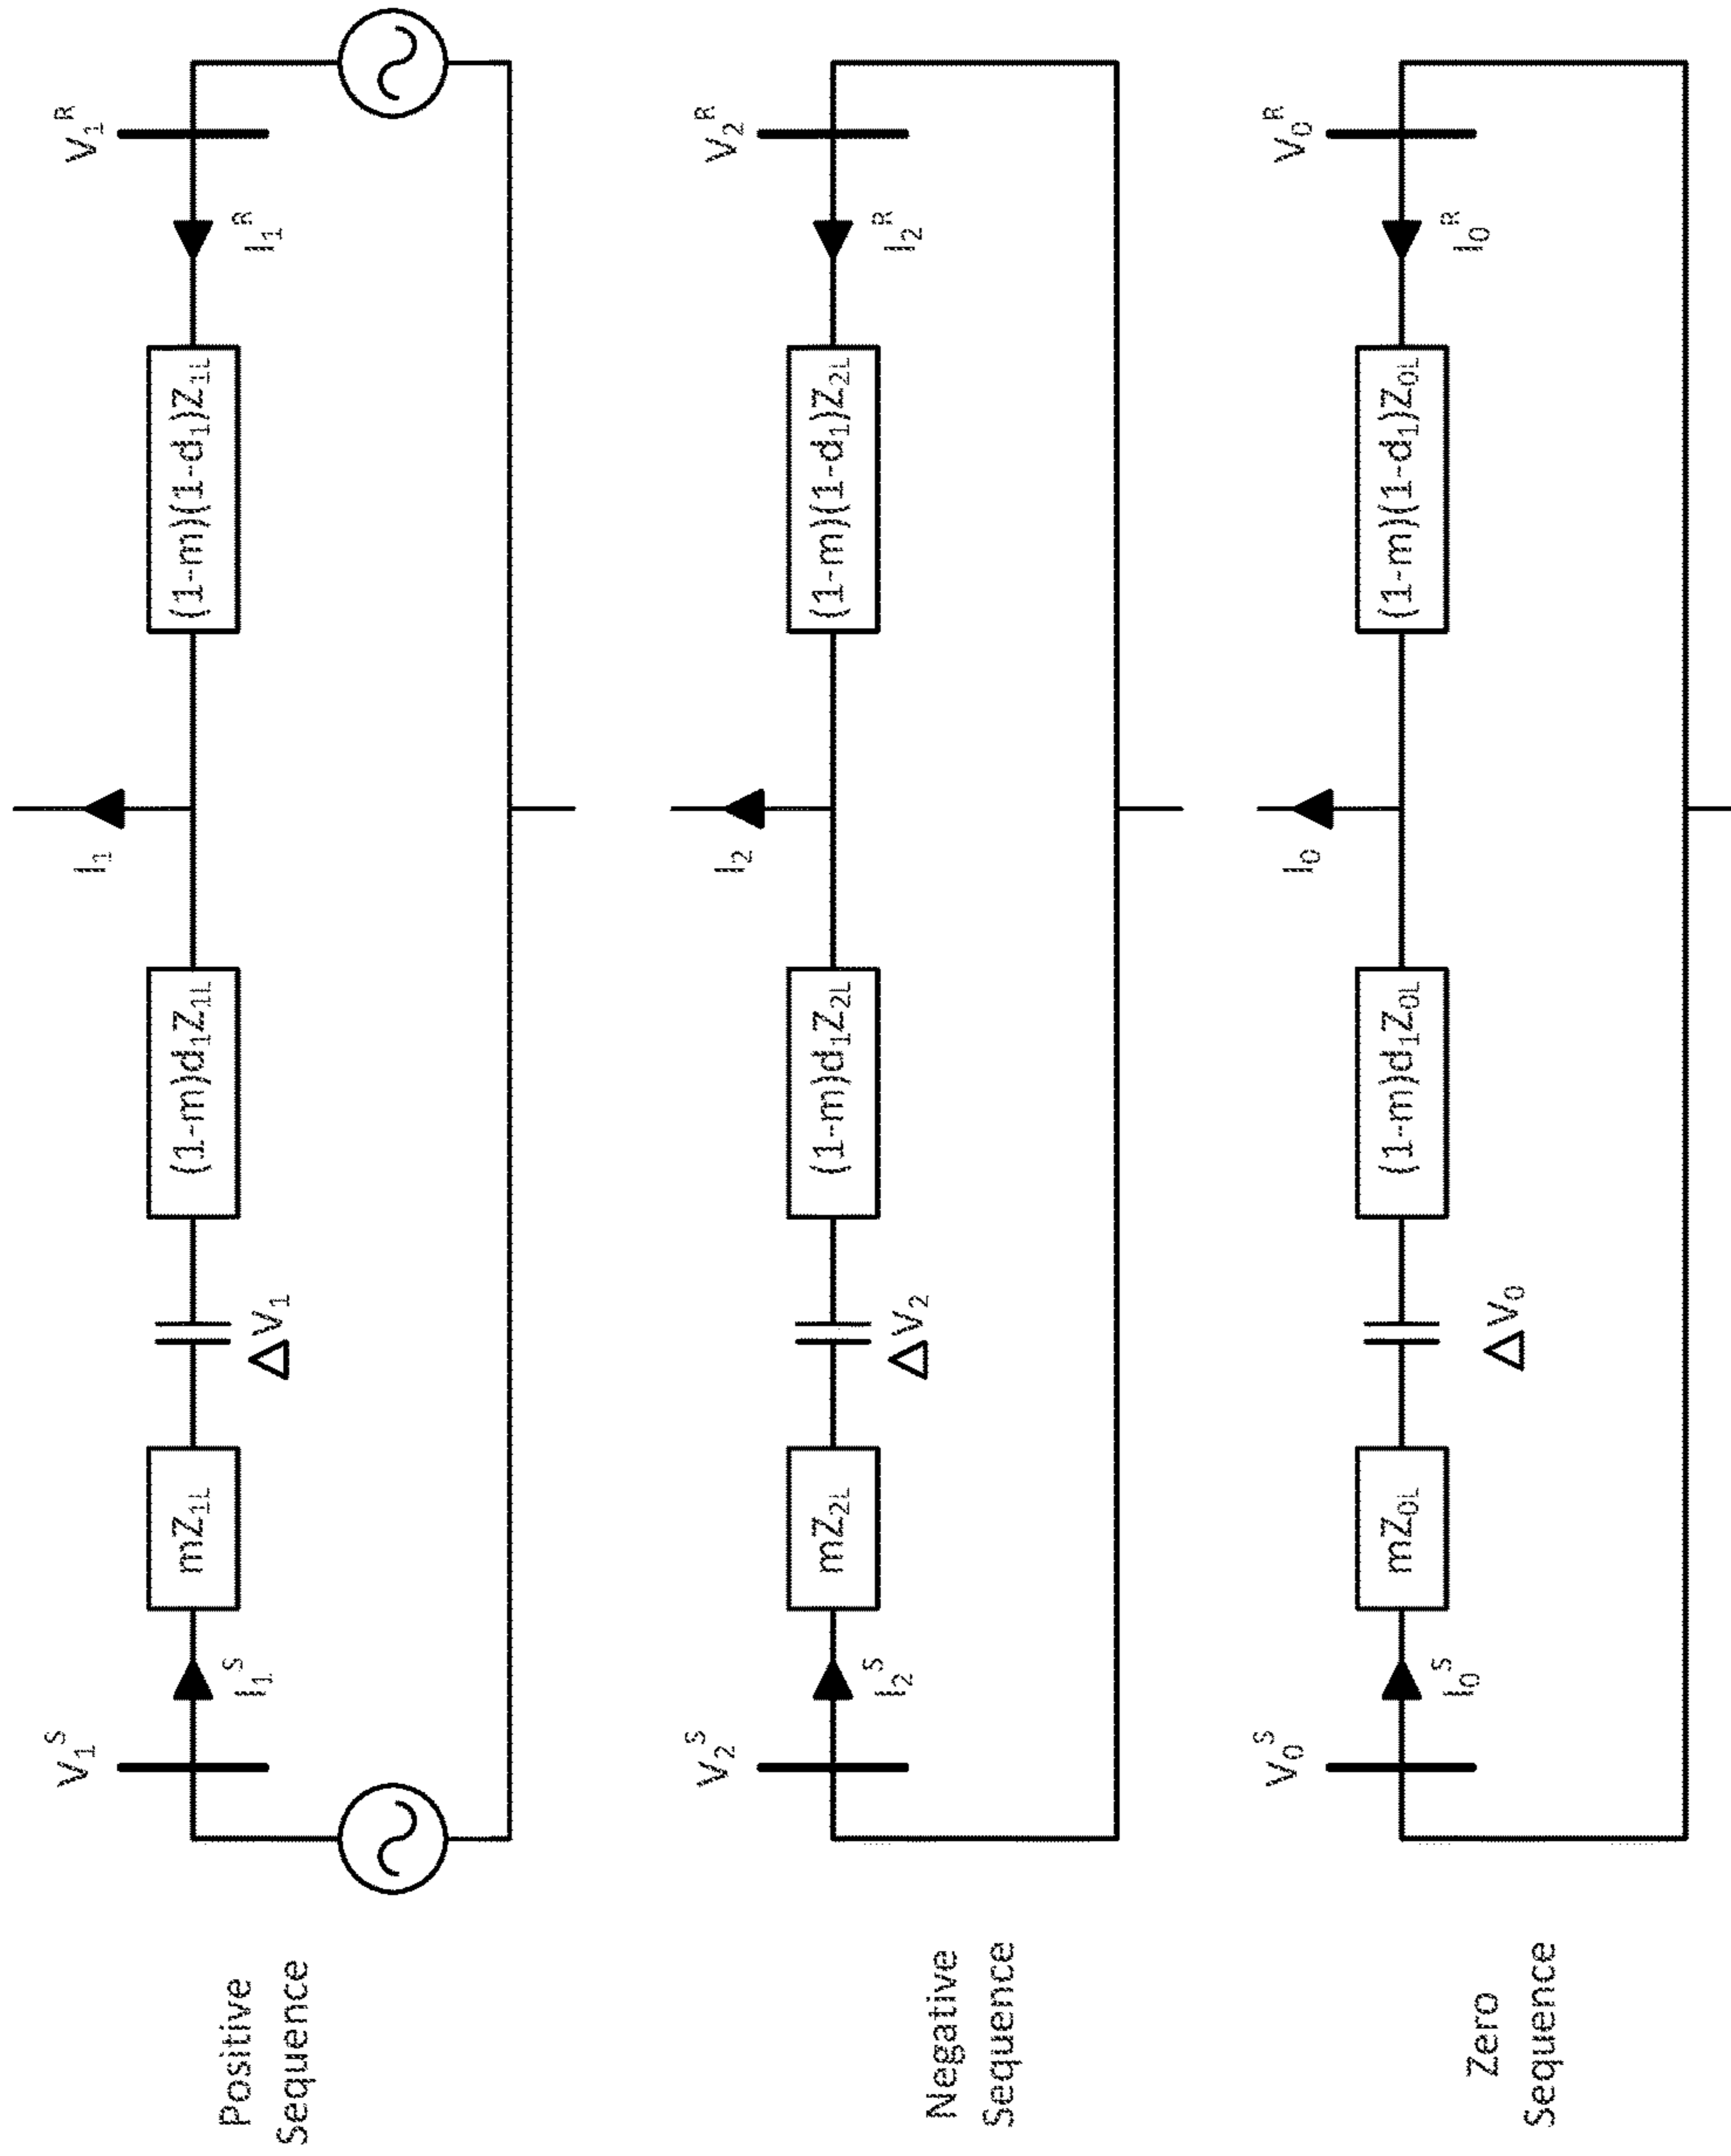 Positive
Sequence
V₁ˢ
I₁ˢ
mZ₁L
ΔV₁
(1-m)d₁Z₁L
I₁
(1-m)(1-d₁)Z₁L
I₁ᴿ
V₁ᴿ
Negative
Sequence
V₂ˢ
I₂ˢ
mZ₂L
ΔV₂
(1-m)d₁Z₂L
I₂
(1-m)(1-d₁)Z₂L
I₂ᴿ
V₂ᴿ
Zero
Sequence
V₀ˢ
I₀ˢ
mZ₀L
ΔV₀
(1-m)d₁Z₀L
I₀
(1-m)(1-d₁)Z₀L
I₀ᴿ
V₀ᴿ